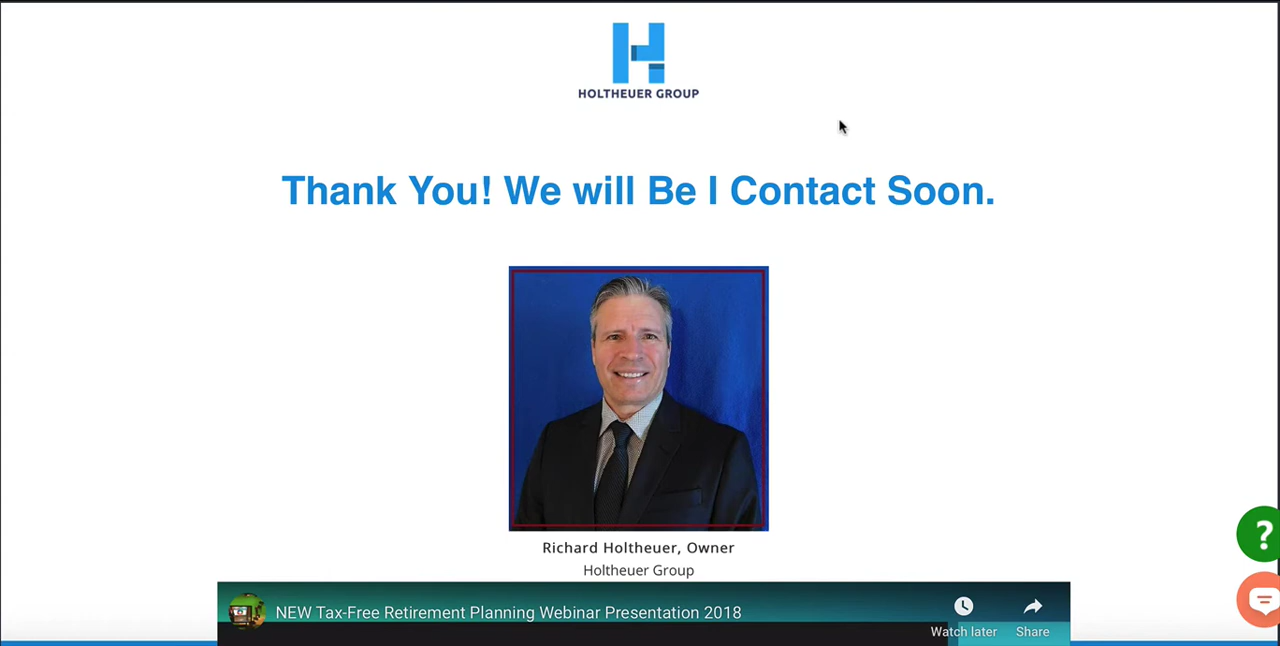 HOLTHEUER GROUP
Thank You! We will Be I Contact Soon.
Richard Holtheuer, Owner
Holtheuer Group
NEW Tax-Free Retirement Planning Webinar Presentation 2018
Watch later
Share
?